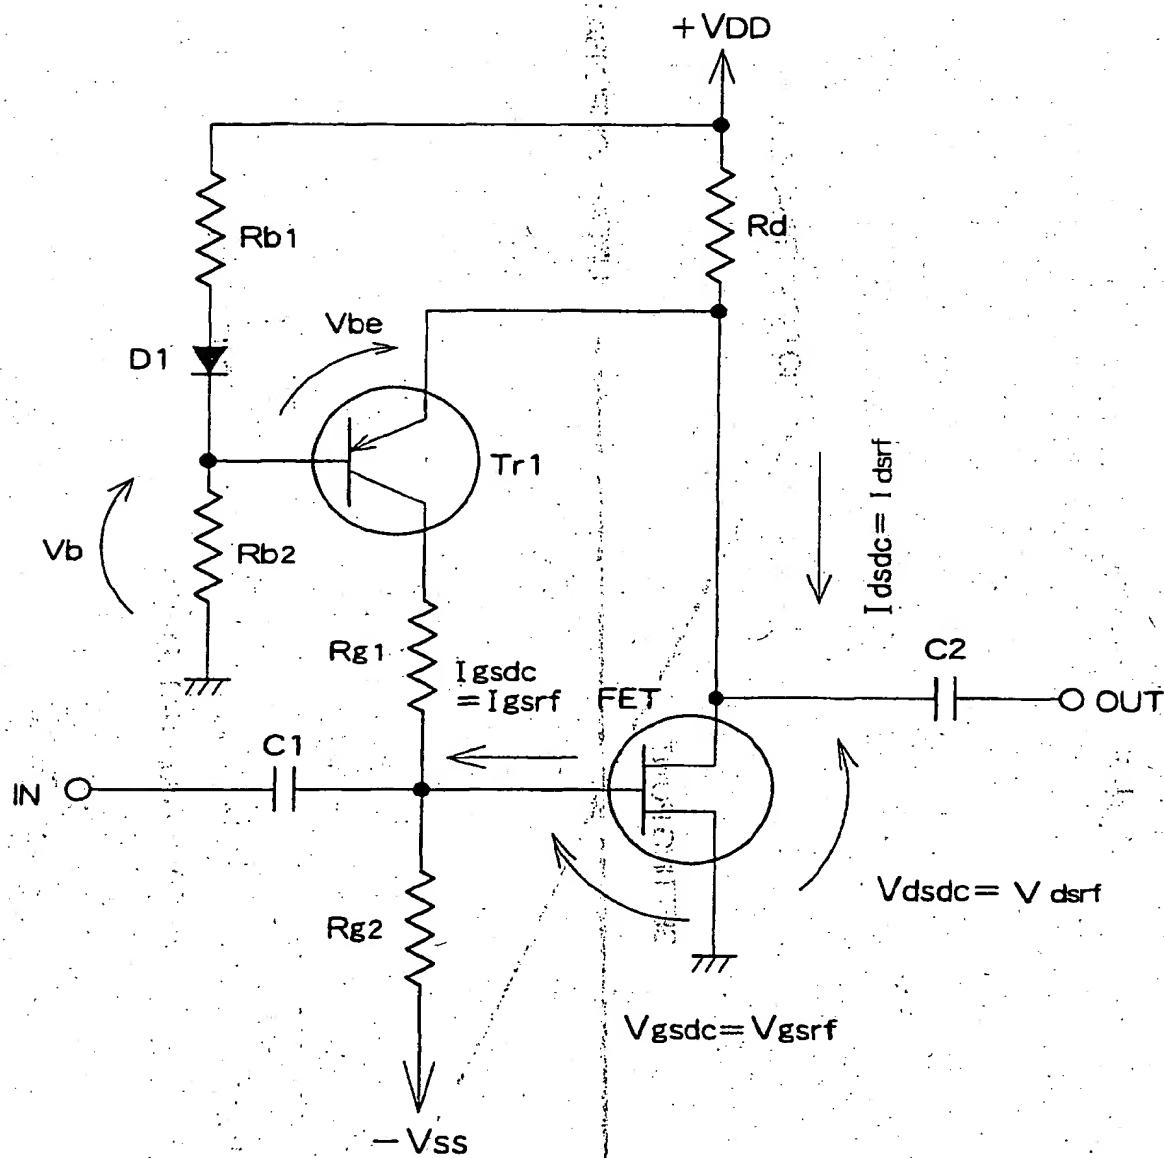 +VDD
Rb1
Rd
Vbe
D1
Tr1
Vb
Rb2
Idsdc=Idsrf
Rg1
Igsdc
=Igsrf
FET
C2
OUT
C1
IN
Vdsdc=Vdsrf
Rg2
Vgsdc=Vgsrf
-Vss